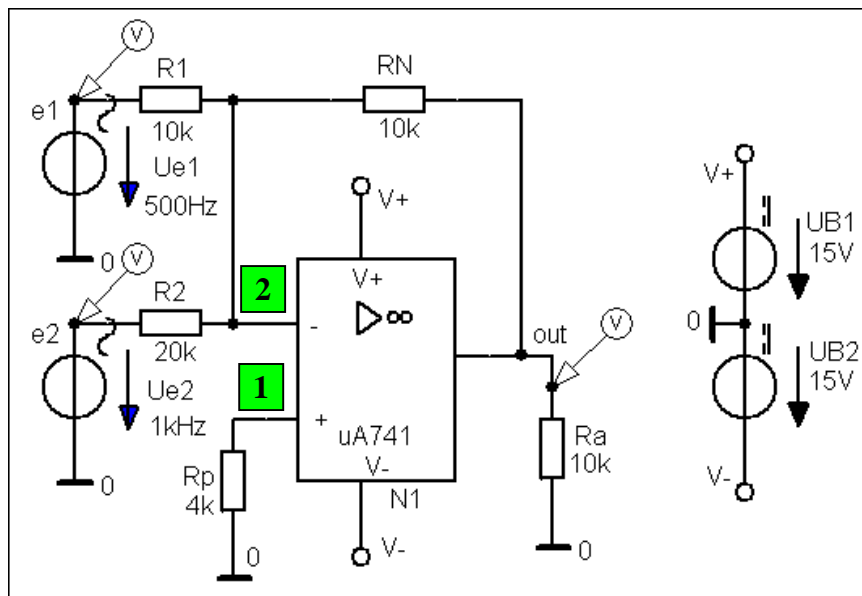 V
R1
RN
e1
10k
10k
Ue1
500Hz
V+
V+
V+
0
V
UB1
15V
R2
2
V+
e2
-
∞
out
V
0
20k
UB2
15V
Ue2
1kHz
1
+
uA741
Ra
10k
0
Rp
4k
V-
N1
V-
V-
0
0